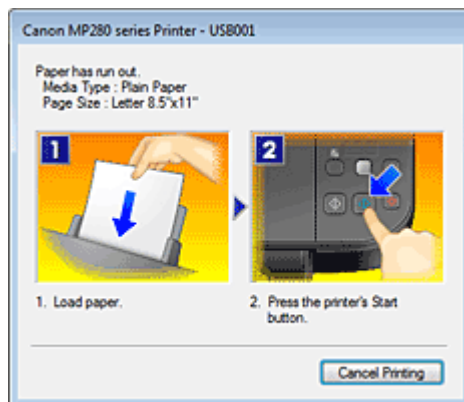 Canon MP280 series Printer - USB001
Paper has run out.
Media Type : Plain Paper
Page Size : Letter 8.5"x11"
1
2
1. Load paper.
2. Press the printer's Start
button.
Cancel Printing